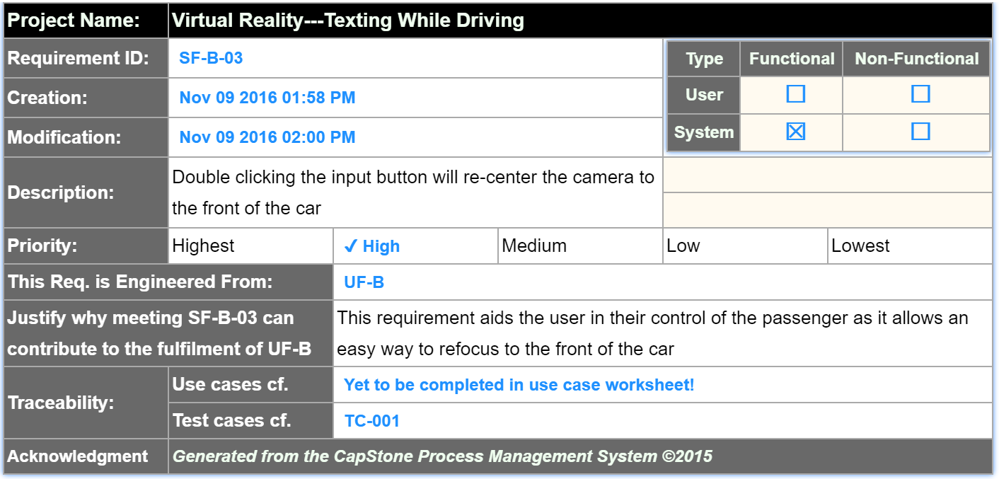 Project Name: Virtual Reality---Texting While Driving
Requirement ID: SF-B-03
Type Functional Non-Functional
Creation: Nov 09 2016 01:58 PM
User ☐ ☐
Modification: Nov 09 2016 02:00 PM
System ☒ ☐
Description: Double clicking the input button will re-center the camera to
the front of the car
Priority: Highest ✓ High Medium Low Lowest
This Req. is Engineered From: UF-B
Justify why meeting SF-B-03 can
contribute to the fulfilment of UF-B
This requirement aids the user in their control of the passenger as it allows an
easy way to refocus to the front of the car
Traceability:
Use cases cf. Yet to be completed in use case worksheet!
Test cases cf. TC-001
Acknowledgment Generated from the CapStone Process Management System ©2015